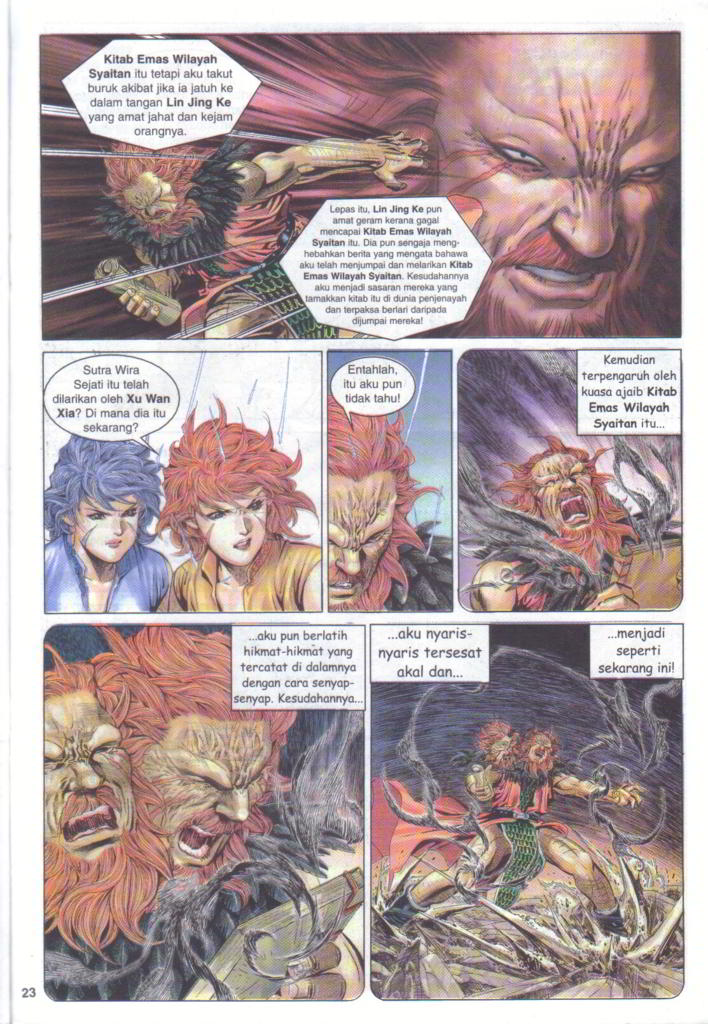 Kitab Emas Wilayah
Syaitan itu tetapi aku takut
buruk akibat jika ia jatuh ke
dalam tangan Lin Jing Ke
yang amat jahat dan kejam
orangnya.
Lepas itu, Lin Jing Ke pun
amat geram kerana gagal
mencapai Kitab Emas Wilayah
Syaitan itu. Dia pun sengaja meng-
hebahkan berita yang mengata bahawa
aku telah menjumpai dan melarikan Kitab
Emas Wilayah Syaitan. Kesudahannya
aku menjadi sasaran mereka yang
tamakkan kitab itu di dunia penjenayah
dan terpaksa berlari daripada
dijumpai mereka!
Sutra Wira
Sejati itu telah
dilarikan oleh Xu Wan
Xia? Di mana dia itu
sekarang?
Entahlah,
itu aku pun
tidak tahu!
Kemudian
terpengaruh oleh
kuasa ajaib Kitab
Emas Wilayah
Syaitan itu...
...aku pun berlatih
hikmat-hikmat yang
tercatat di dalamnya
dengan cara senyap-
senyap. Kesudahannya...
...aku nyaris-
nyaris tersesat
akal dan...
...menjadi
seperti
sekarang ini!
23